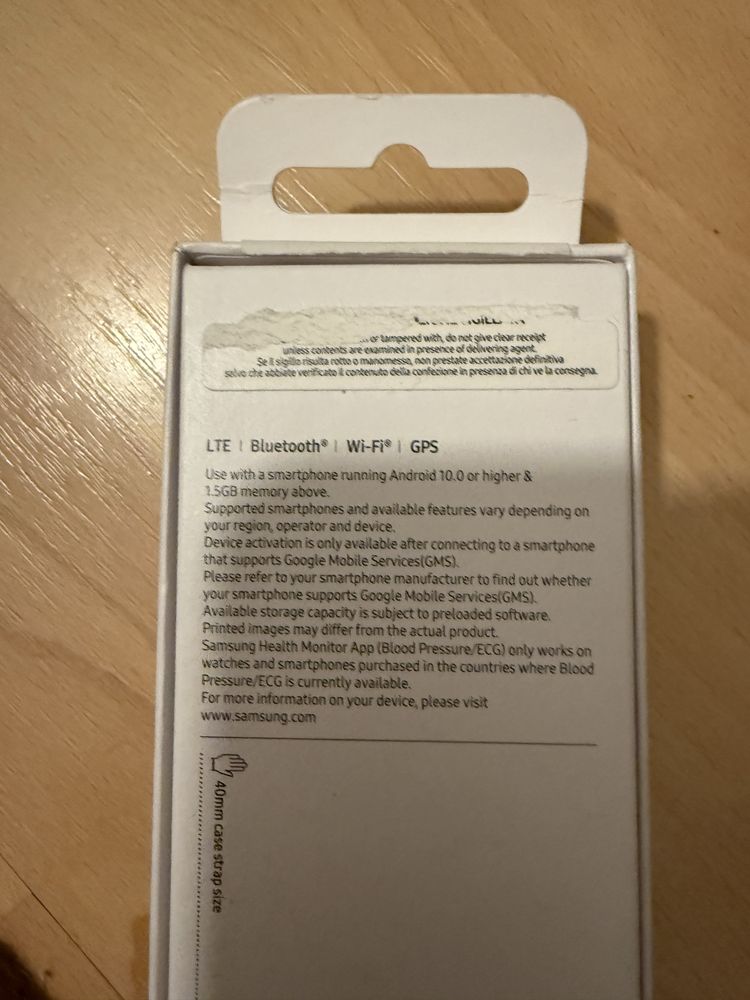 or tampered with, do not give clear receipt
unless contents are examined in presence of delivering agent.
Se il sigillo risulta rotto o manomesso, non prestate accettazione definitiva
salvo che abbiate verificato il contenuto della confezione in presenza di chi ve la consegna.
LTE | Bluetooth® | Wi-Fi® | GPS
Use with a smartphone running Android 10.0 or higher &
1.5GB memory above.
Supported smartphones and available features vary depending on
your region, operator and device.
Device activation is only available after connecting to a smartphone
that supports Google Mobile Services(GMS).
Please refer to your smartphone manufacturer to find out whether
your smartphone supports Google Mobile Services(GMS).
Available storage capacity is subject to preloaded software.
Printed images may differ from the actual product.
Samsung Health Monitor App (Blood Pressure/ECG) only works on
watches and smartphones purchased in the countries where Blood
Pressure/ECG is currently available.
For more information on your device, please visit
www.samsung.com
40mm case strap size